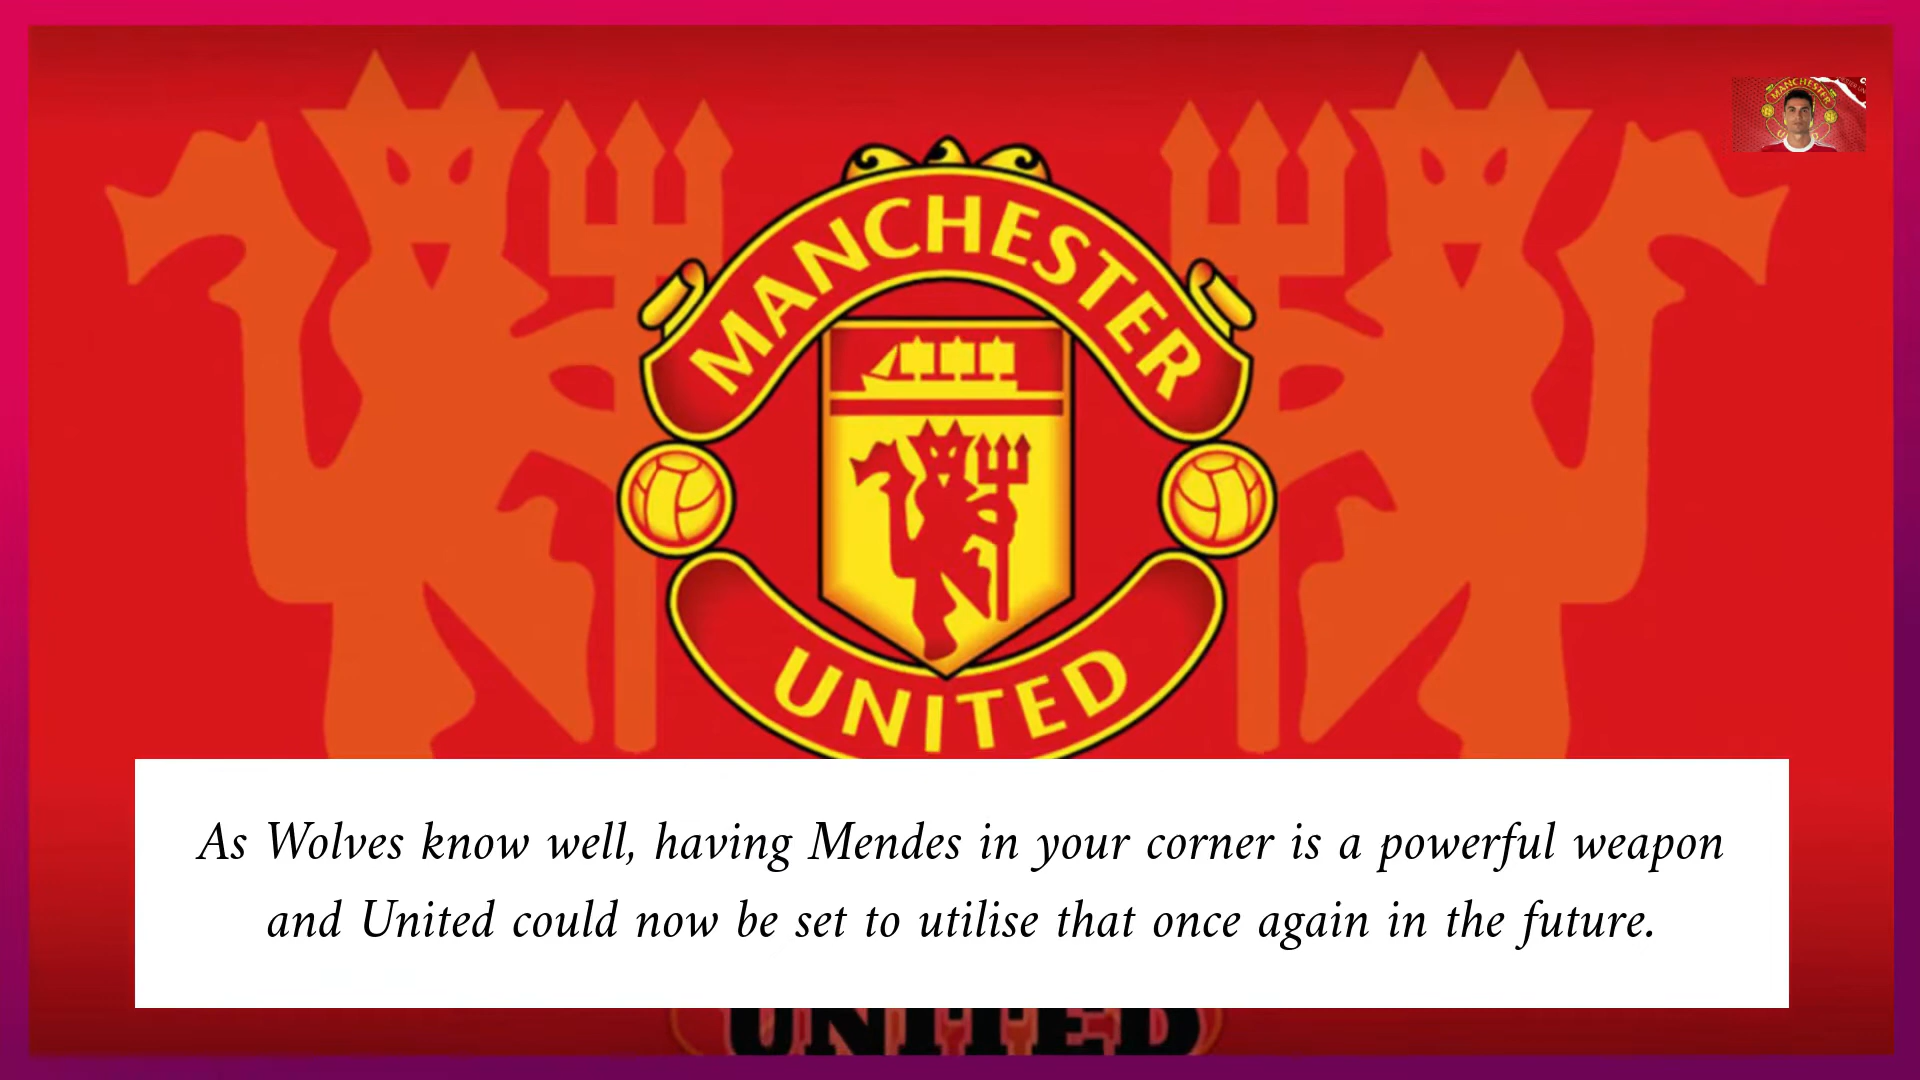 MANCHESTER
UNITED
As Wolves know well, having Mendes in your corner is a powerful weapon
and United could now be set to utilise that once again in the future.
UNITED
MANCHESTER